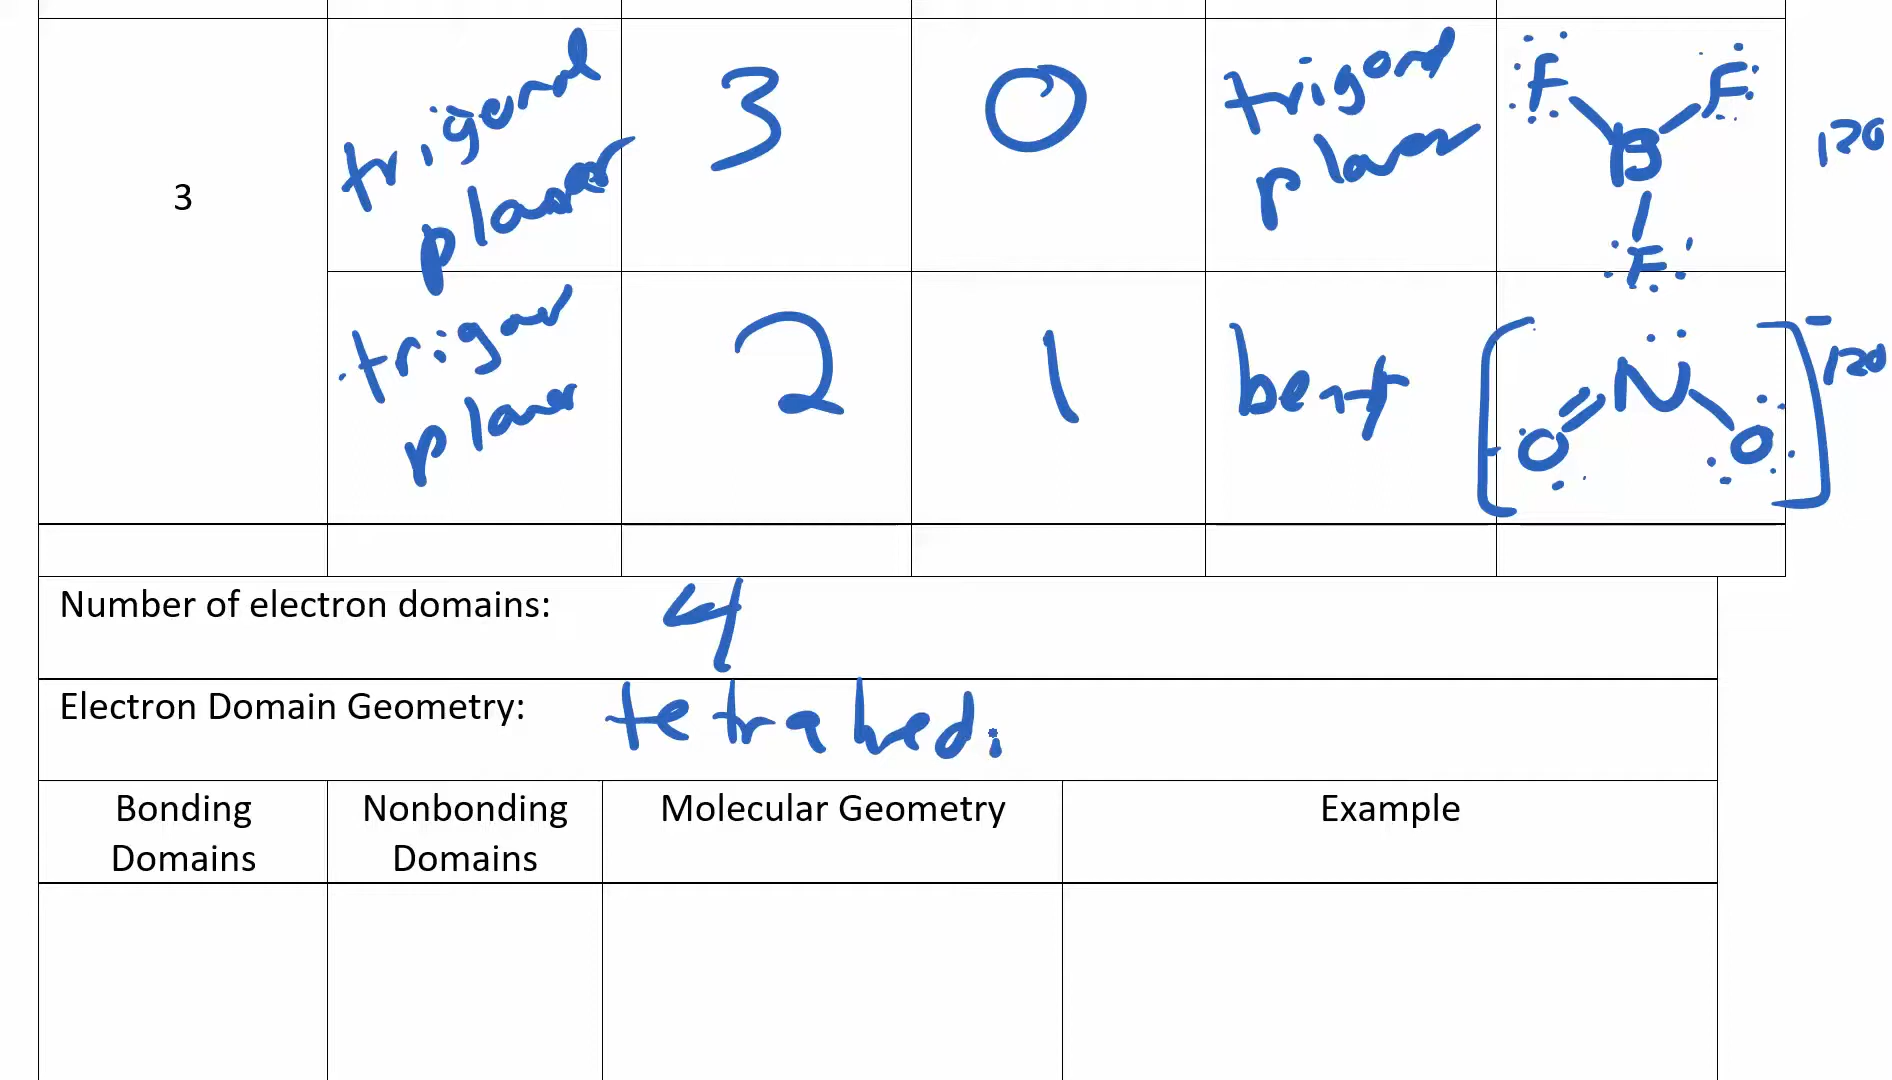 3
trigonal
planar
3
0
trigonal
planar
F
F
B
F
120
trigonal
planar
2
1
bent
[O=N-O]⁻
120
Number of electron domains: 4
Electron Domain Geometry: tetrahedi
Bonding Domains
Nonbonding Domains
Molecular Geometry
Example